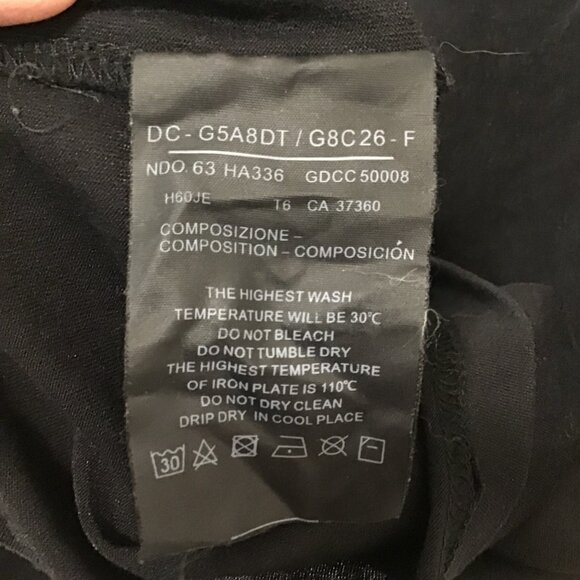 DC - G5A8DT / G8C26 - F
NDO. 63 HA336 GDCC 50008
H60JE T6 CA 37360
COMPOSIZIONE -
COMPOSITION - COMPOSICIÓN
THE HIGHEST WASH
TEMPERATURE WILL BE 30℃
DO NOT BLEACH
DO NOT TUMBLE DRY
THE HIGHEST TEMPERATURE
OF IRON PLATE IS 110℃
DO NOT DRY CLEAN
DRIP DRY IN COOL PLACE
30